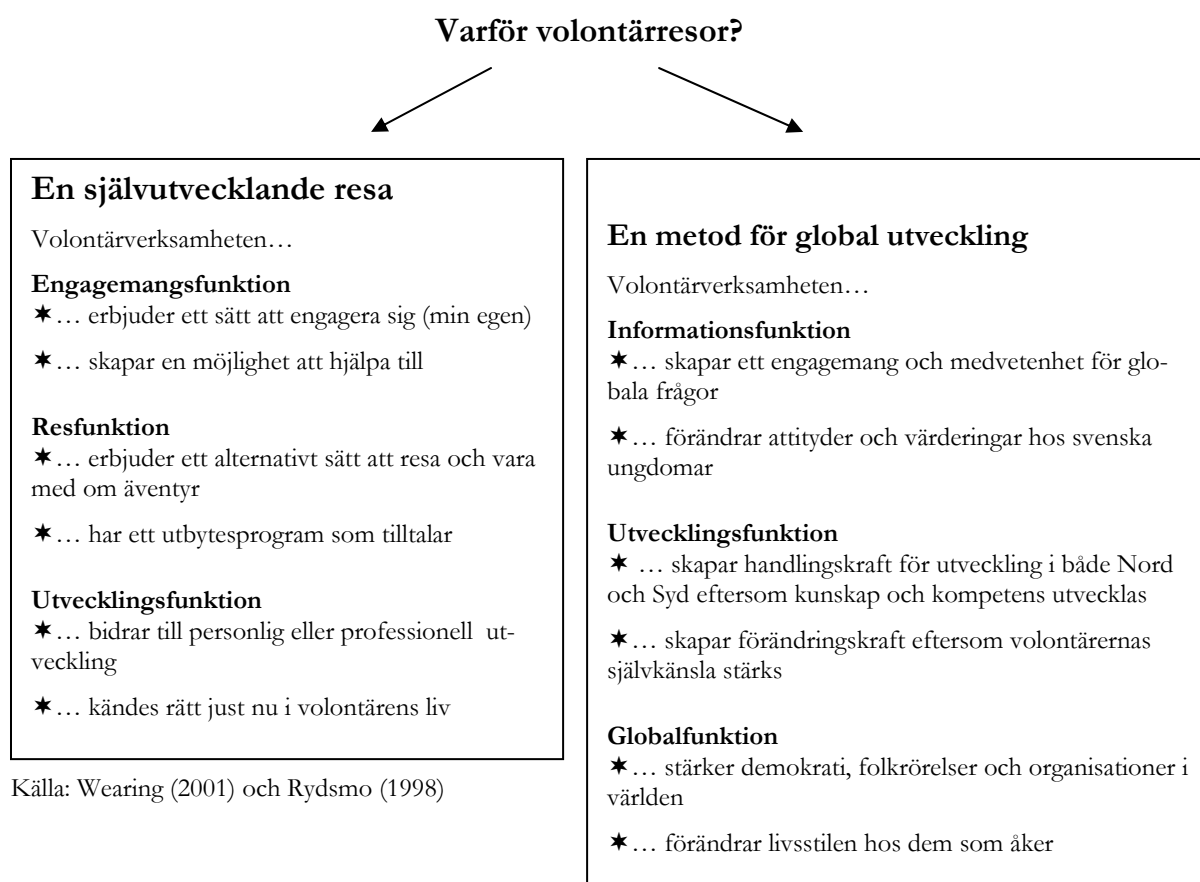 Varför volontärresor?
En självutvecklande resa
Volontärverksamheten…
Engagemangsfunktion
✶… erbjuder ett sätt att engagera sig (min egen)
✶… skapar en möjlighet att hjälpa till
Resfunktion
✶… erbjuder ett alternativt sätt att resa och vara
med om äventyr
✶… har ett utbytesprogram som tilltalar
Utvecklingsfunktion
✶… bidrar till personlig eller professionell ut-
veckling
✶… kändes rätt just nu i volontärens liv
Källa: Wearing (2001) och Rydsmo (1998)
En metod för global utveckling
Volontärverksamheten…
Informationsfunktion
✶… skapar ett engagemang och medvetenhet för glo-
bala frågor
✶… förändrar attityder och värderingar hos svenska
ungdomar
Utvecklingsfunktion
✶ … skapar handlingskraft för utveckling i både Nord
och Syd eftersom kunskap och kompetens utvecklas
✶… skapar förändringskraft eftersom volontärernas
självkänsla stärks
Globalfunktion
✶… stärker demokrati, folkrörelser och organisationer i
världen
✶… förändrar livsstilen hos dem som åker